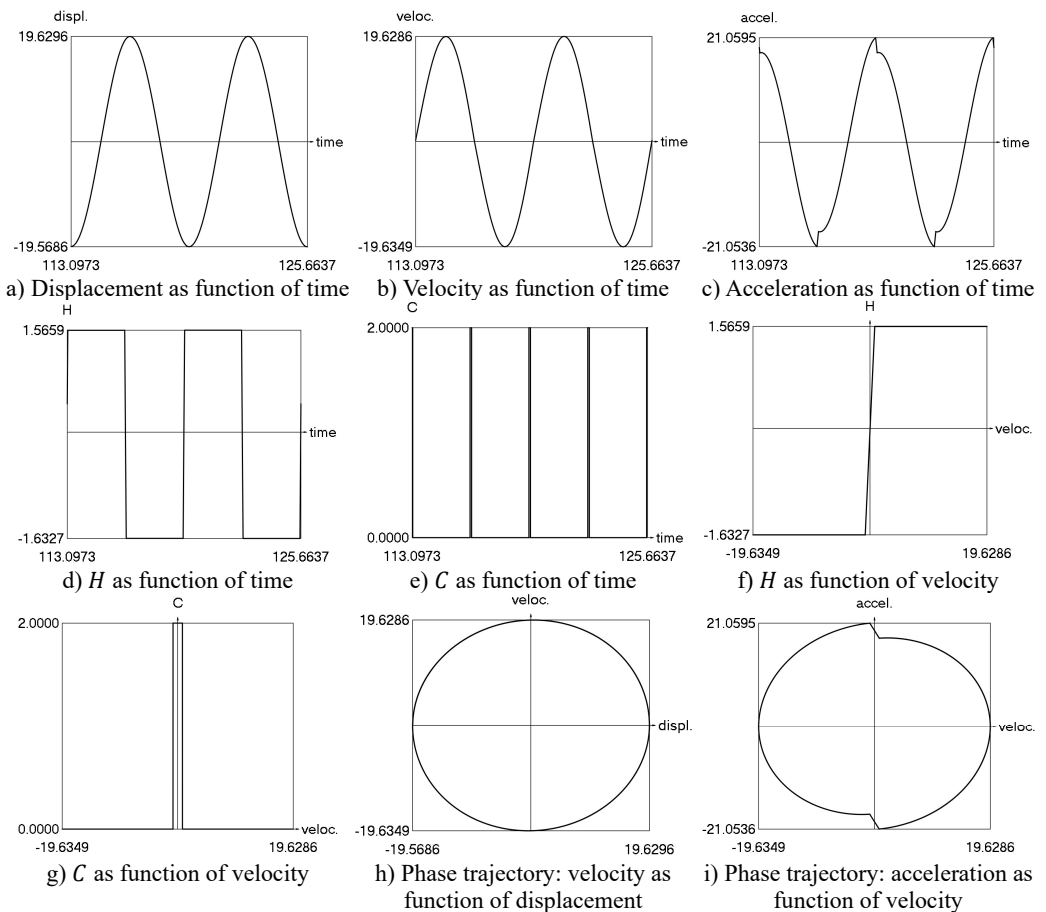 displ.
19.6296
time
-19.5686
113.0973
125.6637
a) Displacement as function of time
veloc.
19.6286
time
-19.6349
113.0973
125.6637
b) Velocity as function of time
accel.
21.0595
time
-21.0536
113.0973
125.6637
c) Acceleration as function of time
H
1.5659
time
-1.6327
113.0973
125.6637
d) H as function of time
C
2.0000
0.0000
time
113.0973
125.6637
e) C as function of time
H
1.5659
veloc.
-1.6327
-19.6349
19.6286
f) H as function of velocity
C
2.0000
0.0000
veloc.
-19.6349
19.6286
g) C as function of velocity
veloc.
19.6286
displ.
-19.6349
-19.5686
19.6296
h) Phase trajectory: velocity as
function of displacement
accel.
21.0595
veloc.
-21.0536
-19.6349
19.6286
i) Phase trajectory: acceleration as
function of velocity